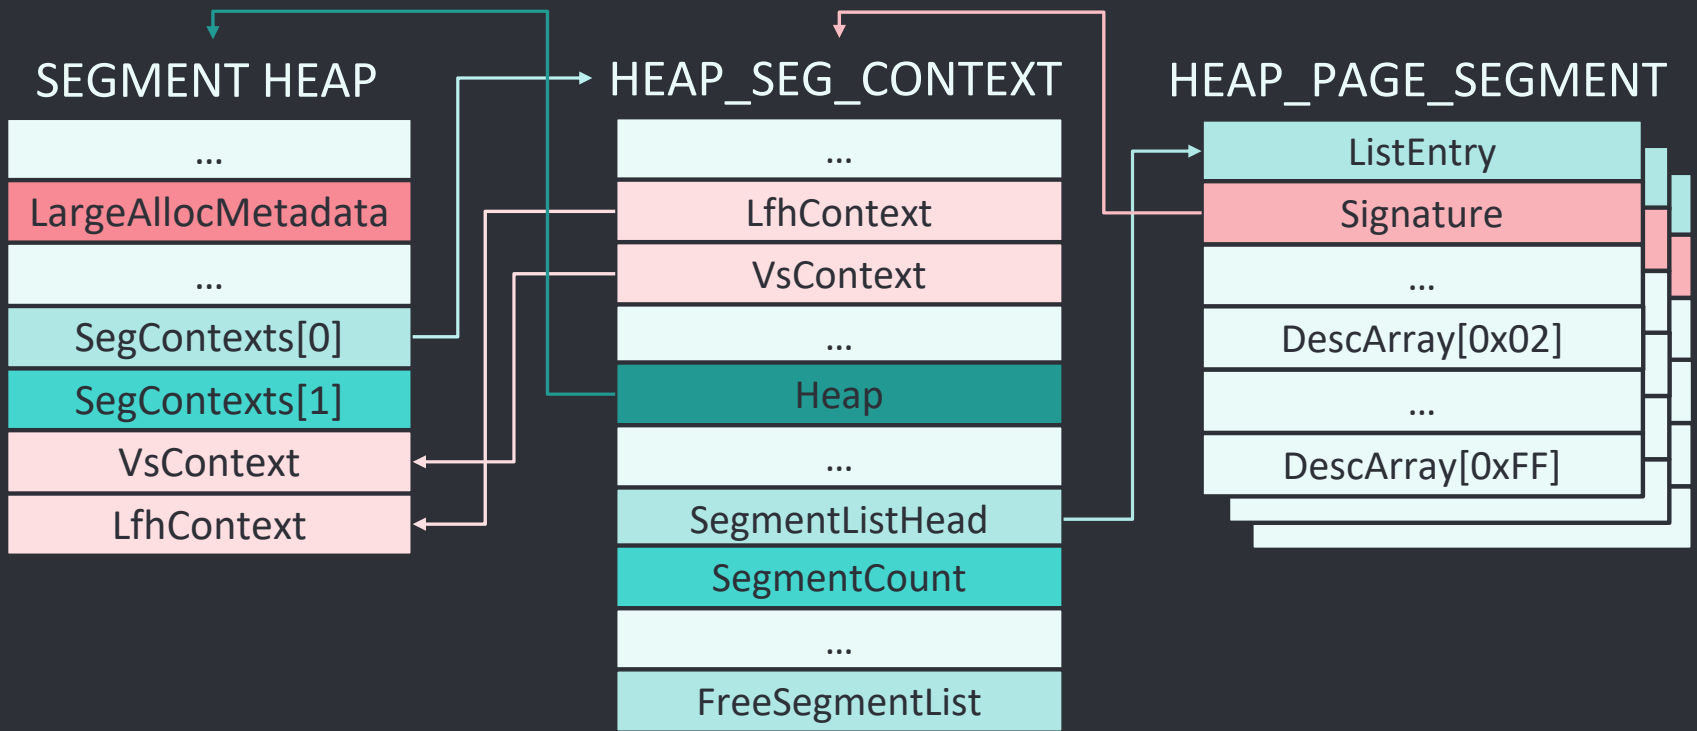 SEGMENT HEAP
...
LargeAllocMetadata
...
SegContexts[0]
SegContexts[1]
VsContext
LfhContext
HEAP_SEG_CONTEXT
...
LfhContext
VsContext
...
Heap
...
SegmentListHead
SegmentCount
...
FreeSegmentList
HEAP_PAGE_SEGMENT
ListEntry
Signature
...
DescArray[0x02]
...
DescArray[0xFF]